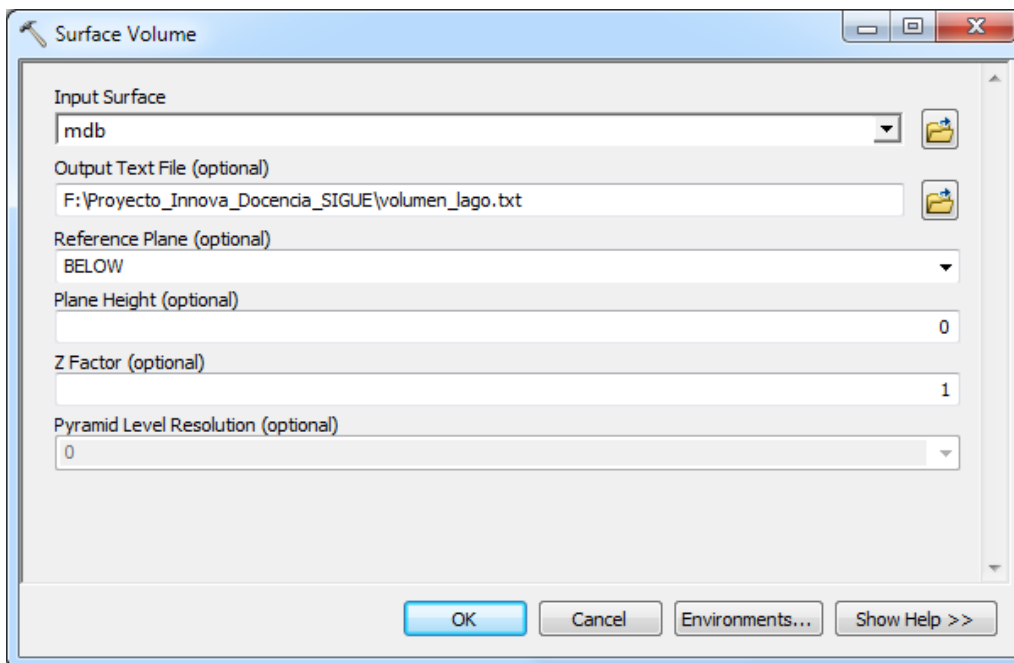 Surface Volume
Input Surface
mdb
Output Text File (optional)
F:\Proyecto_Innova_Docencia_SIGUE\volumen_lago.txt
Reference Plane (optional)
BELOW
Plane Height (optional)
0
Z Factor (optional)
1
Pyramid Level Resolution (optional)
0
OK Cancel Environments... Show Help >>